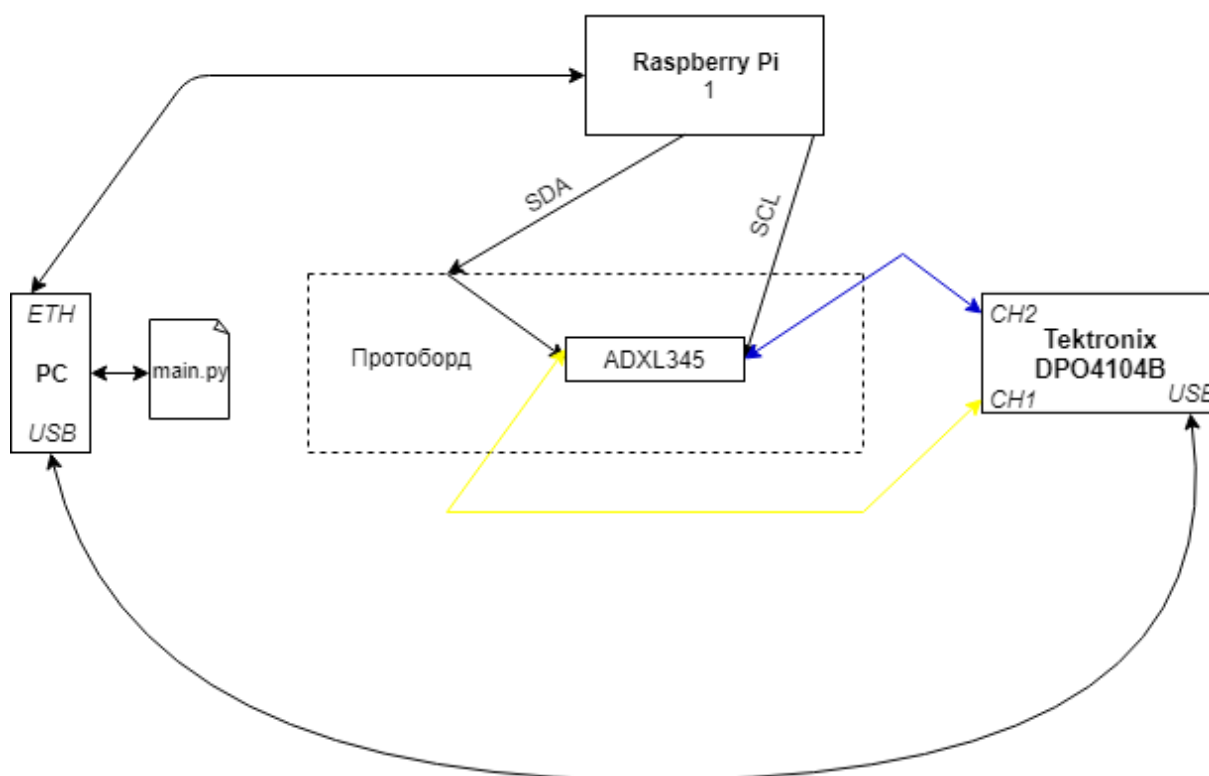 Raspberry Pi
1
SDA
SCL
ETH
PC
USB
main.py
Протоборд
ADXL345
CH2
Tektronix
DPO4104B
CH1
USB